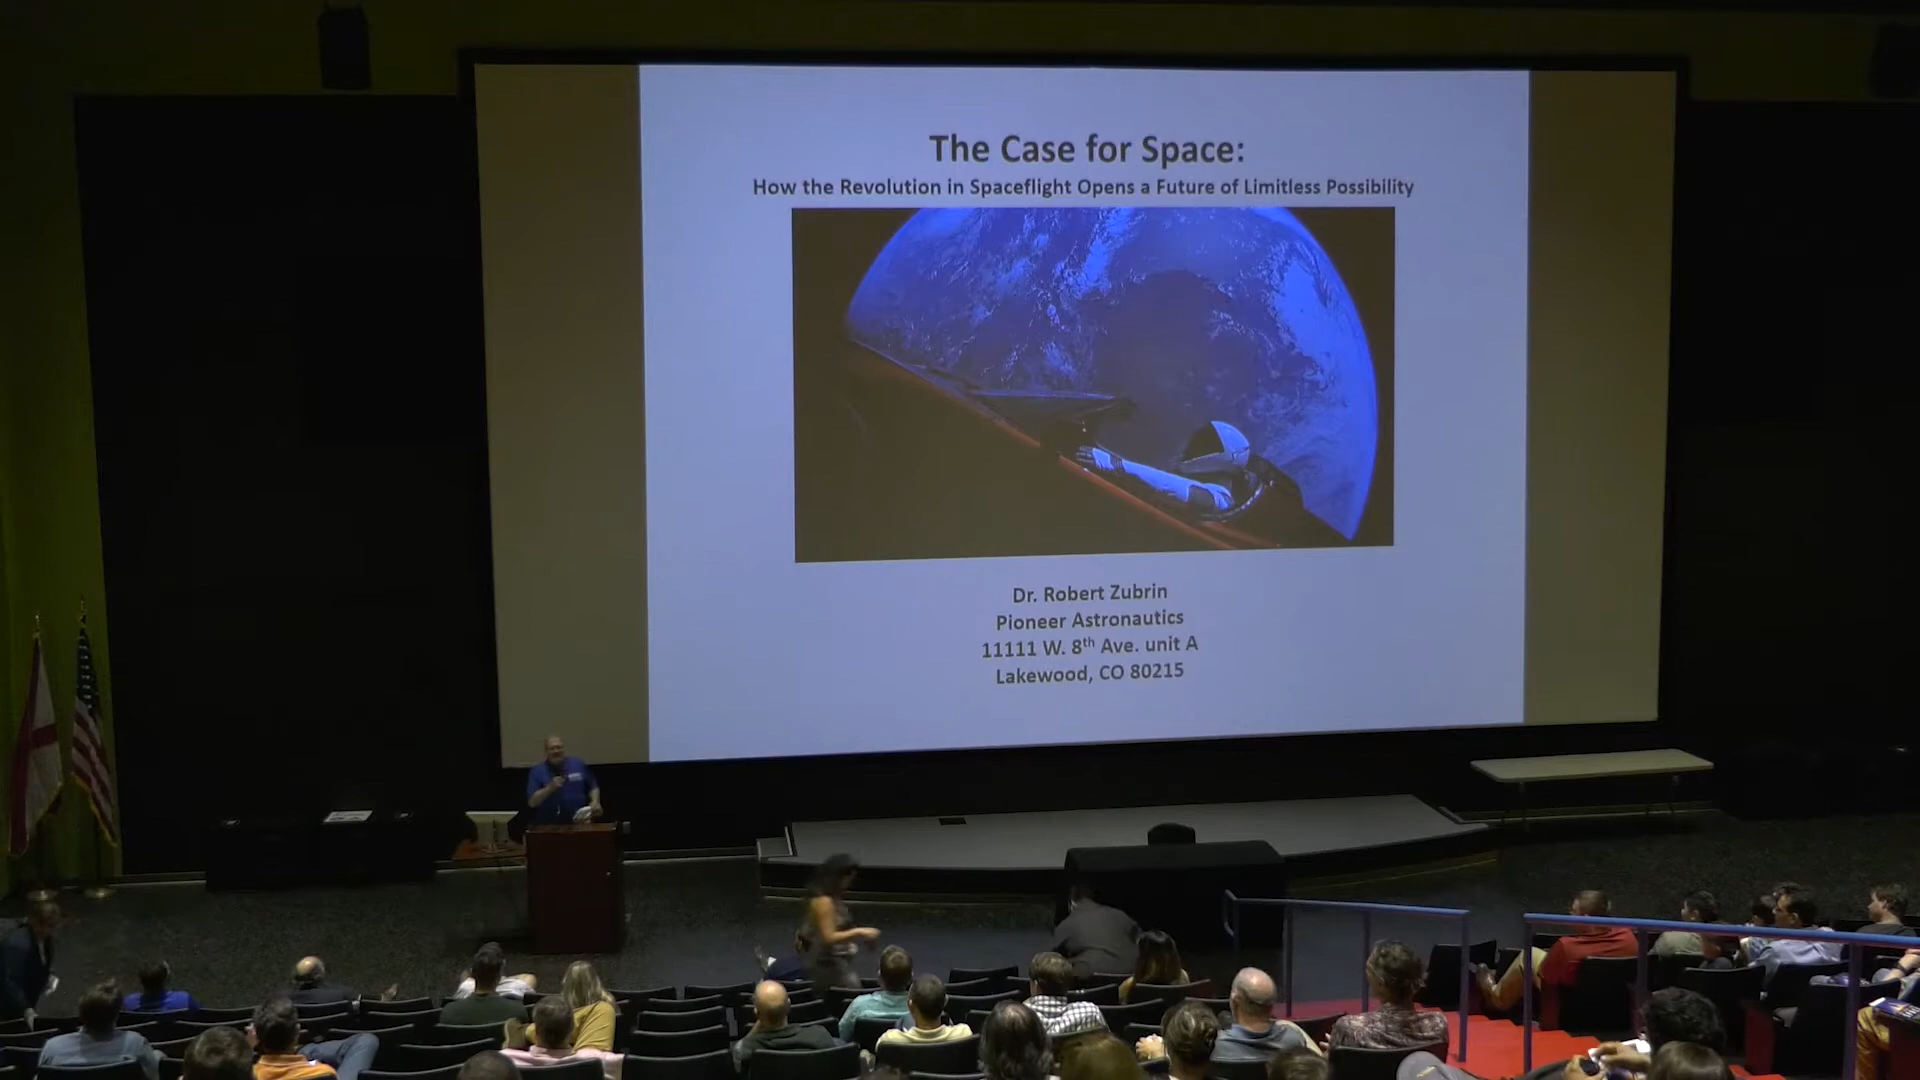 The Case for Space:
How the Revolution in Spaceflight Opens a Future of Limitless Possibility
Dr. Robert Zubrin
Pioneer Astronautics
11111 W. 8th Ave. unit A
Lakewood, CO 80215